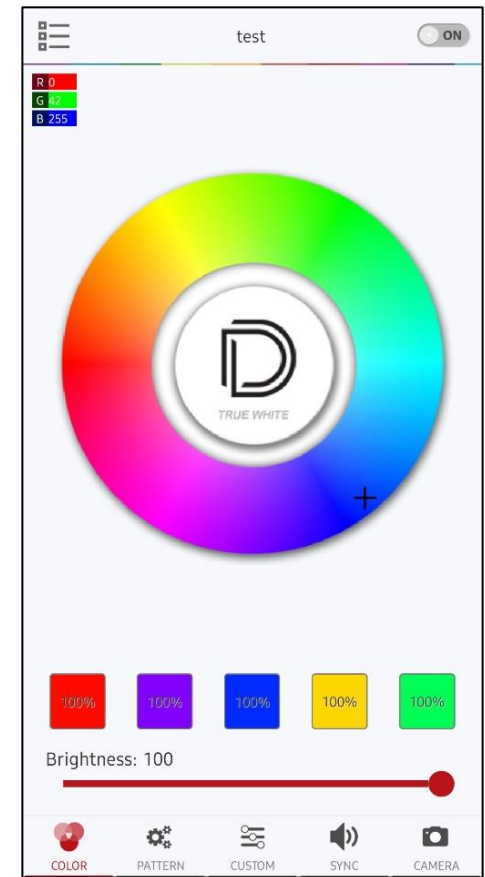 test
ON
R 0
G 42
B 255
D
TRUE WHITE
100% 100% 100% 100% 100%
Brightness: 100
COLOR PATTERN CUSTOM SYNC CAMERA